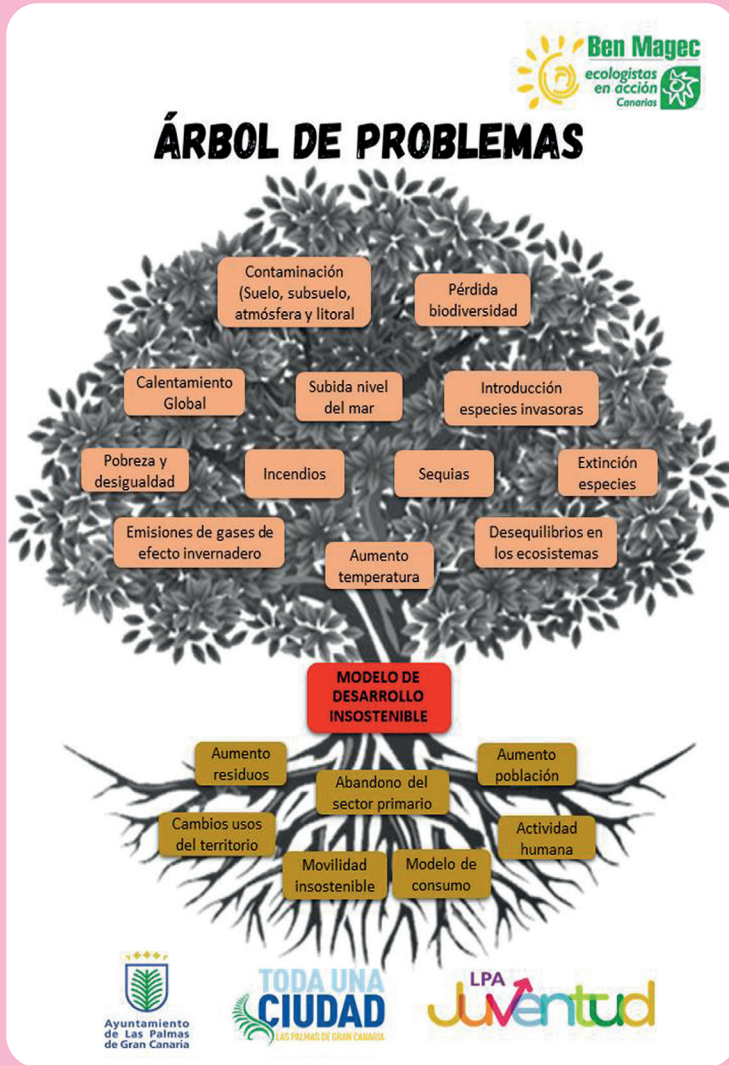 Ben Magec
ecologistas
en acción
Canarias
ÁRBOL DE PROBLEMAS
Contaminación
(Suelo, subsuelo,
atmósfera y litoral
Pérdida
biodiversidad
Calentamiento
Global
Subida nivel
del mar
Introducción
especies invasoras
Pobreza y
desigualdad
Incendios
Sequias
Extinción
especies
Emisiones de gases de
efecto invernadero
Aumento
temperatura
Desequilibrios en
los ecosistemas
MODELO DE
DESARROLLO
INSOSTENIBLE
Aumento
residuos
Abandono del
sector primario
Aumento
población
Cambios usos
del territorio
Actividad
humana
Movilidad
insostenible
Modelo de
consumo
Ayuntamiento
de Las Palmas
de Gran Canaria
TODA UNA
CIUDAD
LAS PALMAS DE GRAN CANARIA
LPA
Juventud